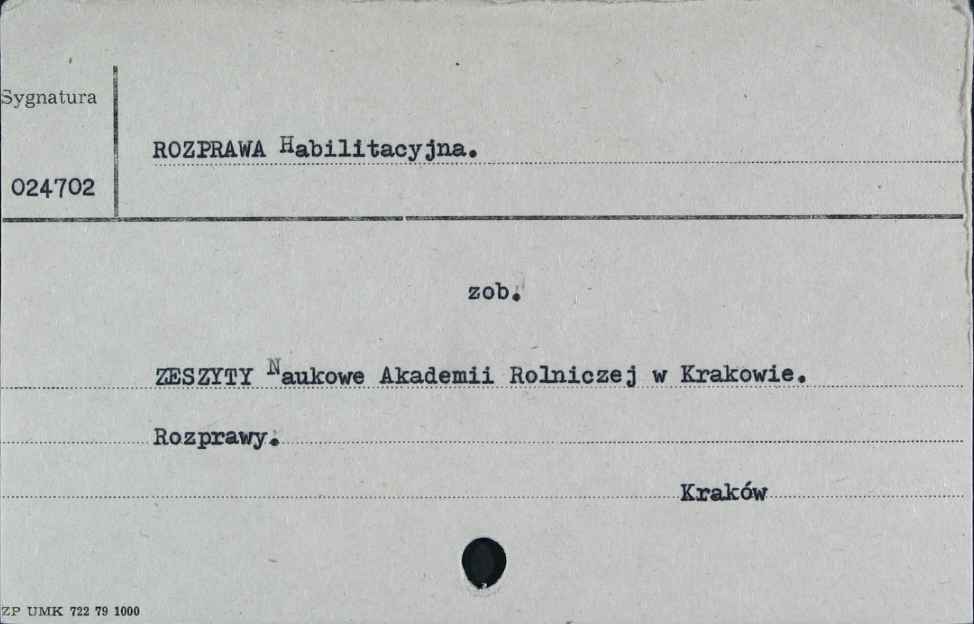 Sygnatura
ROZPRAWA Habilitacyjna.
024702
zob.
ZESZYTY Naukowe Akademii Rolniczej w Krakowie.
Rozprawy.
Kraków
ZP UMK 722 79 1000